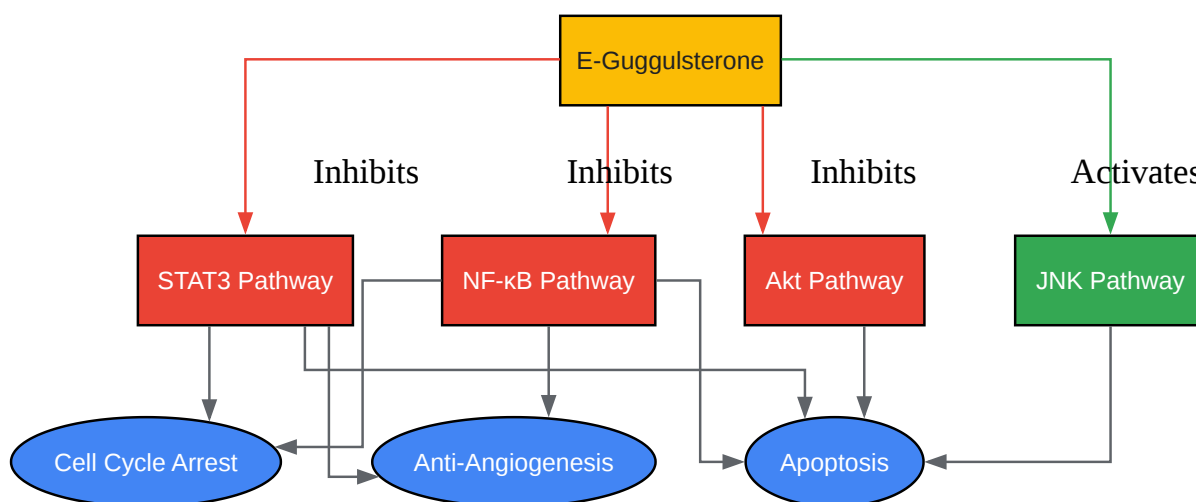 E-Guggulsterone
Inhibits
Inhibits
Inhibits
Activates
STAT3 Pathway
NF-κB Pathway
Akt Pathway
JNK Pathway
Cell Cycle Arrest
Anti-Angiogenesis
Apoptosis